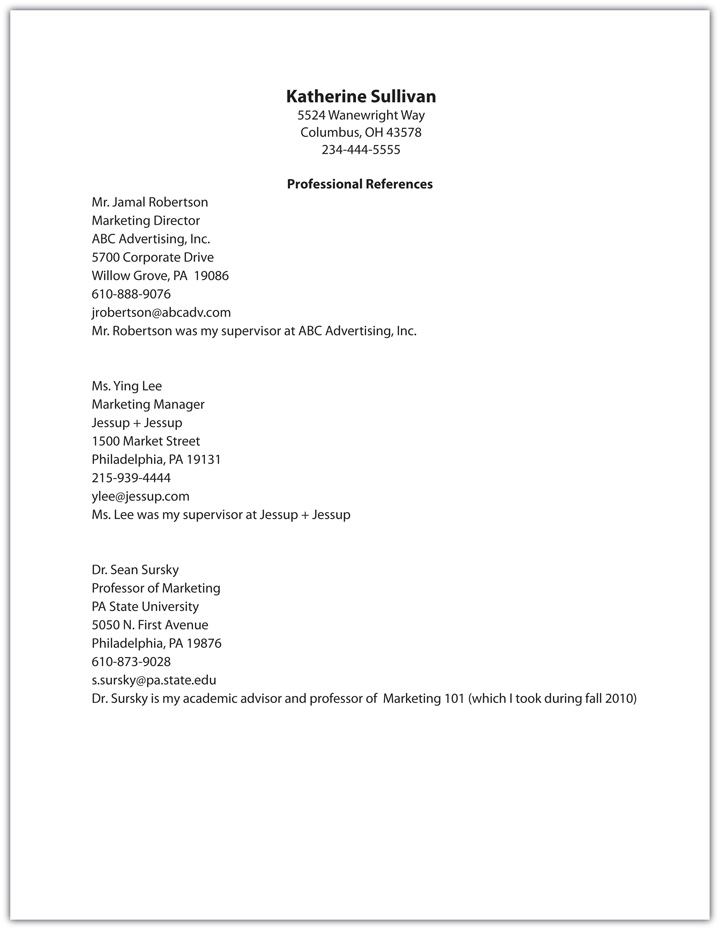 Katherine Sullivan
5524 Wanewright Way
Columbus, OH 43578
234-444-5555
Professional References
Mr. Jamal Robertson
Marketing Director
ABC Advertising, Inc.
5700 Corporate Drive
Willow Grove, PA  19086
610-888-9076
jrobertson@abcadv.com
Mr. Robertson was my supervisor at ABC Advertising, Inc.
Ms. Ying Lee
Marketing Manager
Jessup + Jessup
1500 Market Street
Philadelphia, PA 19131
215-939-4444
ylee@jessup.com
Ms. Lee was my supervisor at Jessup + Jessup
Dr. Sean Sursky
Professor of Marketing
PA State University
5050 N. First Avenue
Philadelphia, PA 19876
610-873-9028
s.sursky@pa.state.edu
Dr. Sursky is my academic advisor and professor of  Marketing 101 (which I took during fall 2010)